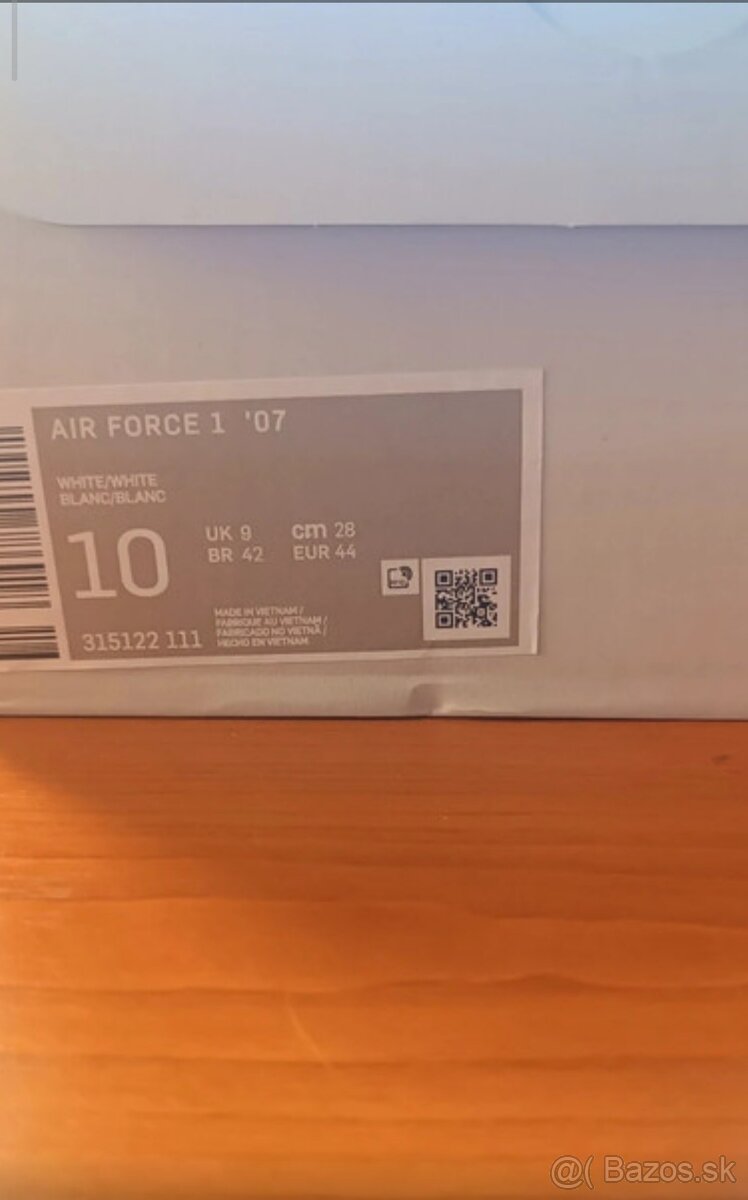 AIR FORCE 1 '07
WHITE/WHITE
BLANC/BLANC
10
UK 9 cm 28
BR 42 EUR 44
315122 111
MADE IN VIETNAM /
FABRIQUÉ AU VIETNAM /
FABRICADO NO VIETNÃ /
HECHO EN VIETNAM
@( Bazos.sk